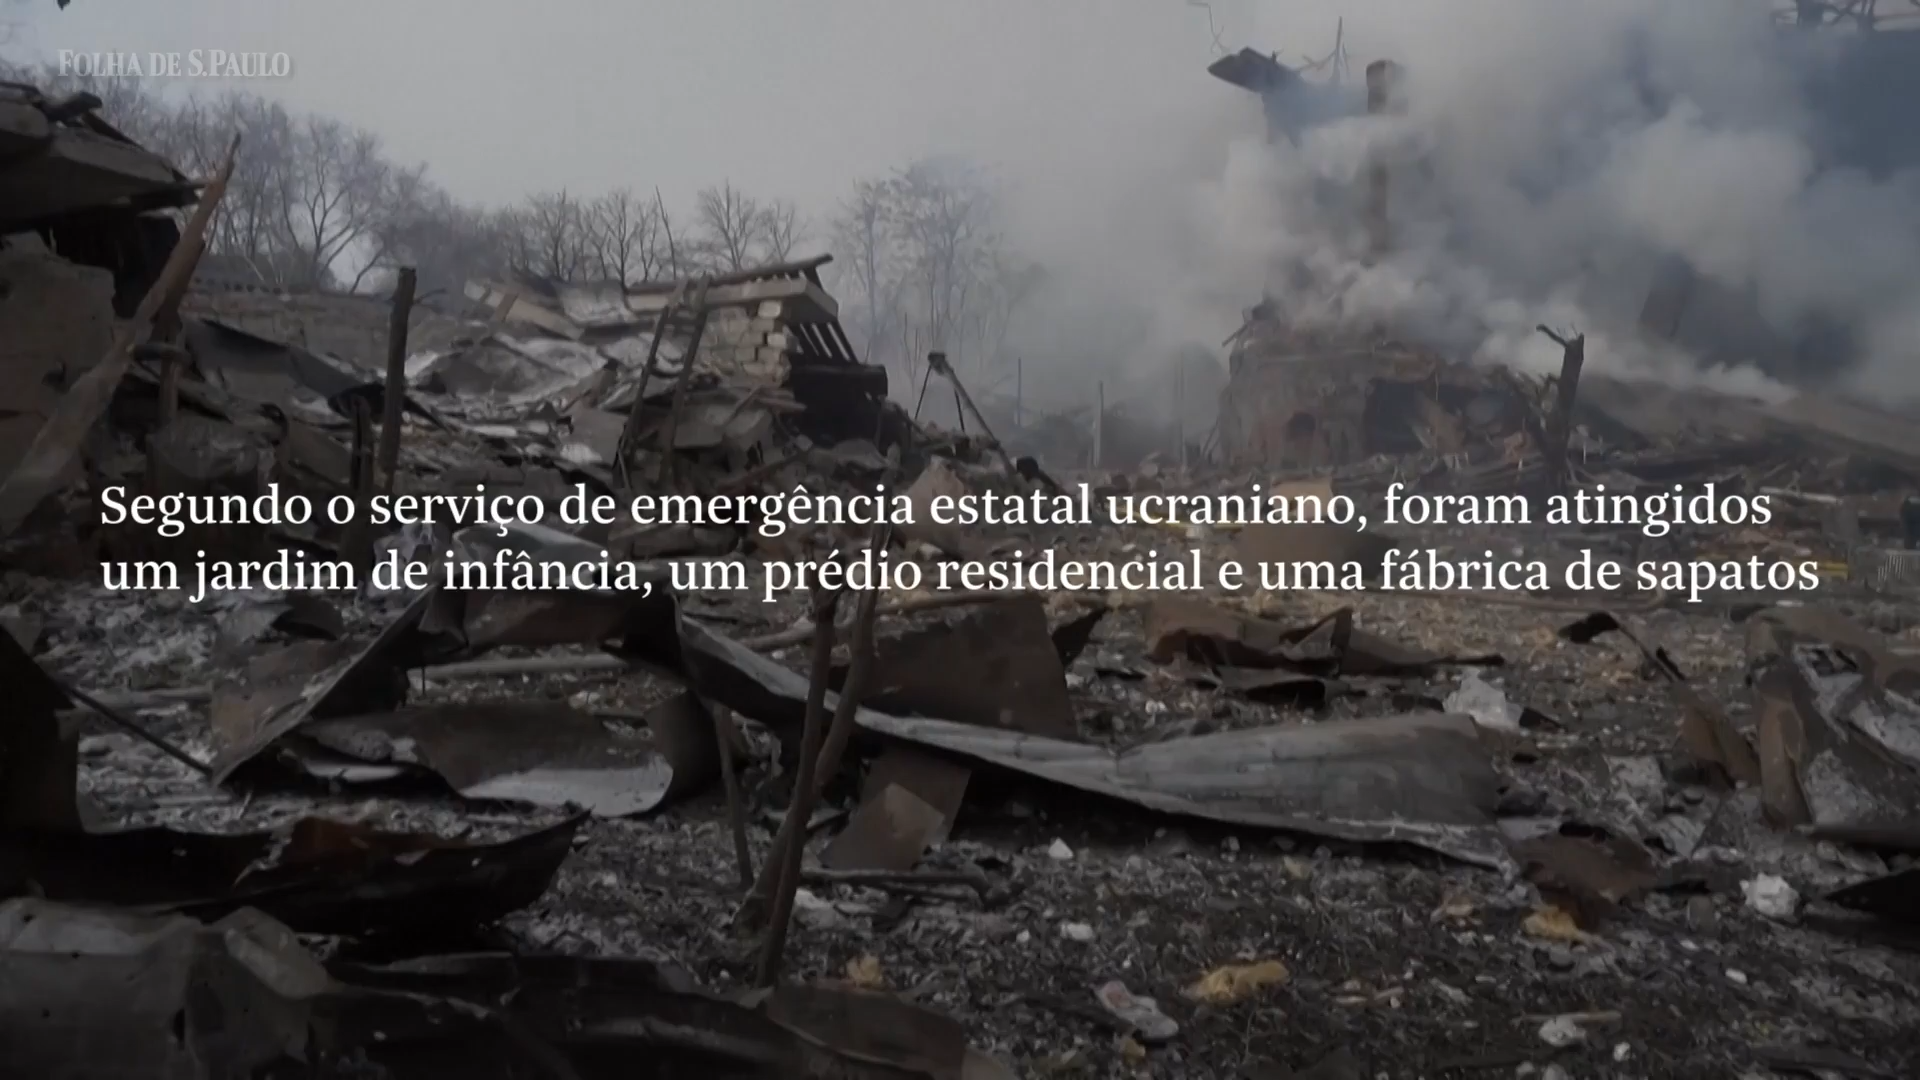 FOLHA DE S.PAULO
Segundo o serviço de emergência estatal ucraniano, foram atingidos
um jardim de infância, um prédio residencial e uma fábrica de sapatos